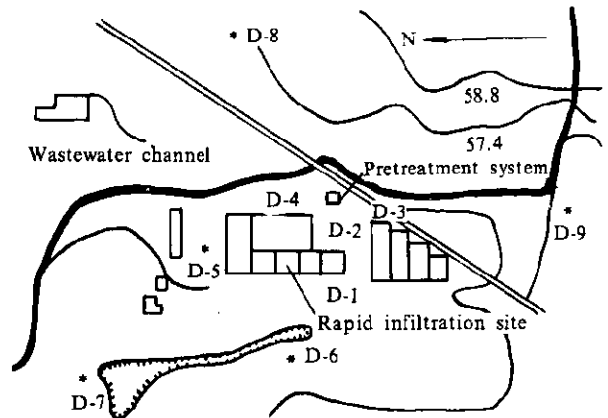 * D-8
N
58.8
57.4
Wastewater channel
Pretreatment system
D-4
D-3
D-2
* D-9
* D-5
D-1
Rapid infiltration site
* D-6
* D-7